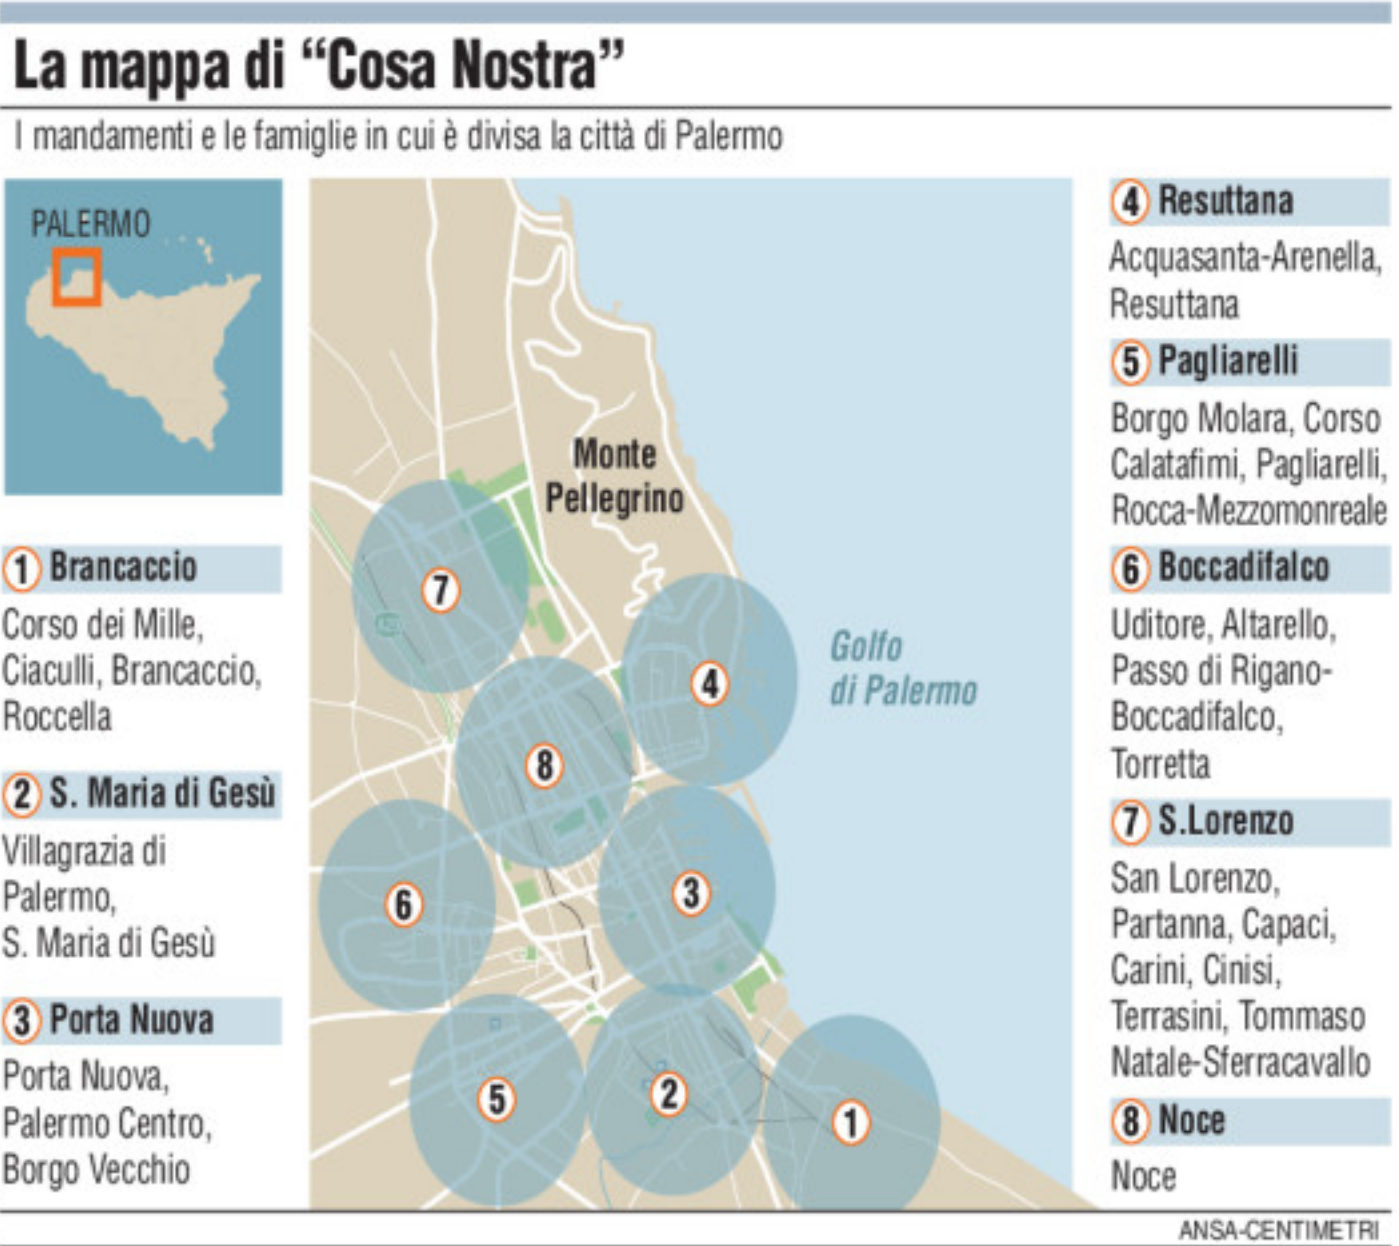 La mappa di “Cosa Nostra”
I mandamenti e le famiglie in cui è divisa la città di Palermo
PALERMO
1 Brancaccio
Corso dei Mille,
Ciaculli, Brancaccio,
Roccella
2 S. Maria di Gesù
Villagrazia di
Palermo,
S. Maria di Gesù
3 Porta Nuova
Porta Nuova,
Palermo Centro,
Borgo Vecchio
Monte
Pellegrino
Golfo
di Palermo
7
4
8
6
3
5
2
1
4 Resuttana
Acquasanta-Arenella,
Resuttana
5 Pagliarelli
Borgo Molara, Corso
Calatafimi, Pagliarelli,
Rocca-Mezzomonreale
6 Boccadifalco
Uditore, Altarello,
Passo di Rigano-
Boccadifalco,
Torretta
7 S.Lorenzo
San Lorenzo,
Partanna, Capaci,
Carini, Cinisi,
Terrasini, Tommaso
Natale-Sferracavallo
8 Noce
Noce
ANSA-CENTIMETRI